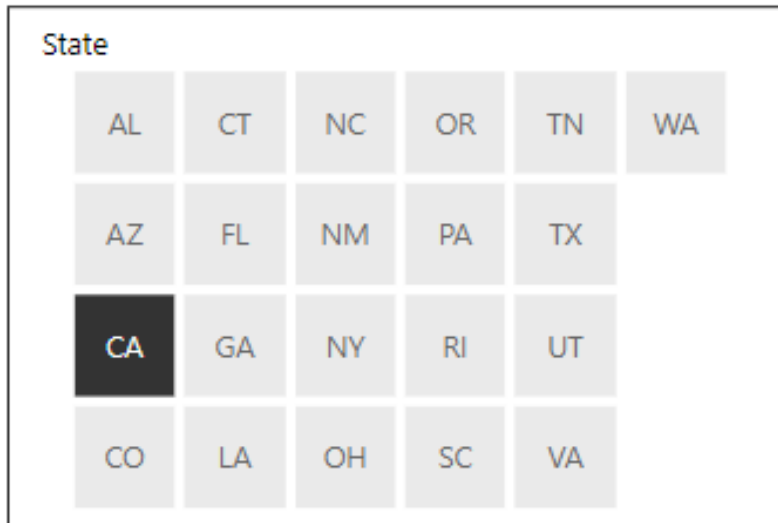 State
AL CT NC OR TN WA
AZ FL NM PA TX
CA GA NY RI UT
CO LA OH SC VA